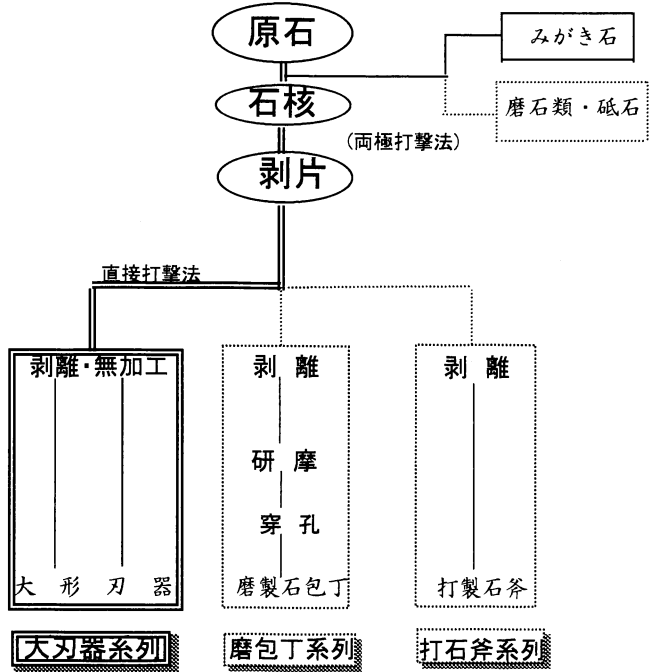 原石
みがき石
石核
磨石類・砥石
(両極打撃法)
剥片
直接打撃法
剥離・無加工
剥離
剥離
研摩
穿孔
大形刃器
磨製石包丁
打製石斧
大刃器系列
磨包丁系列
打石斧系列